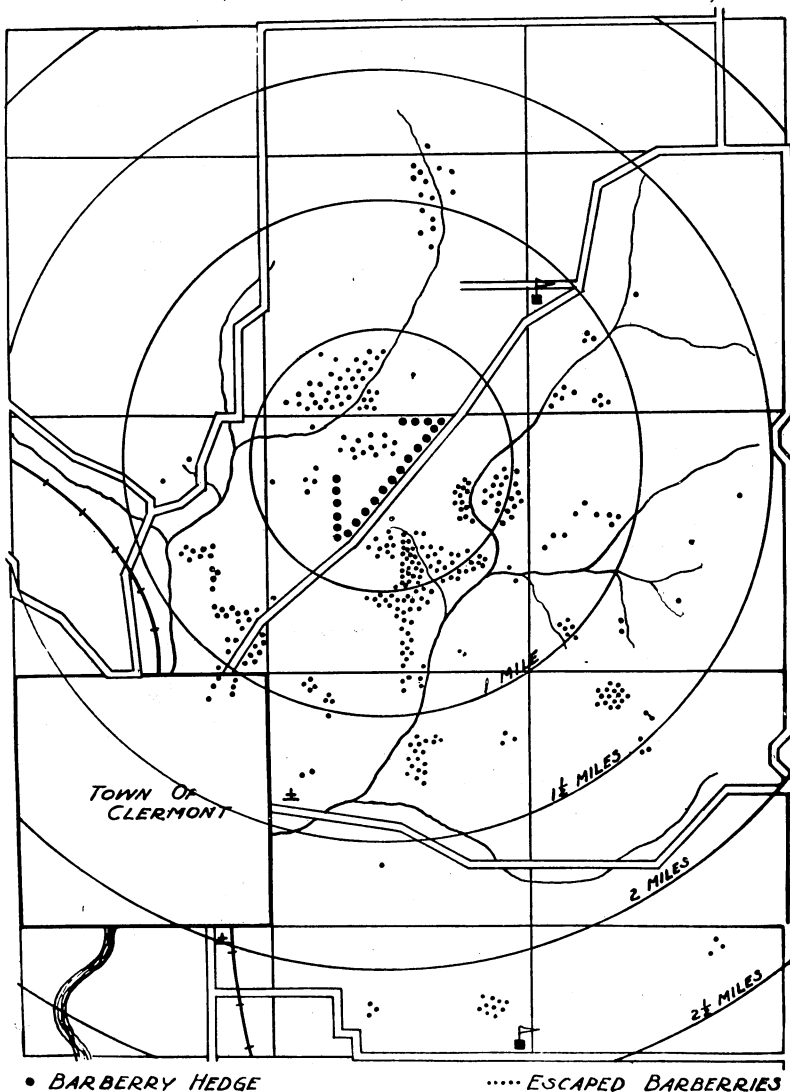 1 MILE
TOWN OF
CLERMONT
1½ MILES
2 MILES
2½ MILES
• BARBERRY HEDGE
..... ESCAPED BARBERRIES